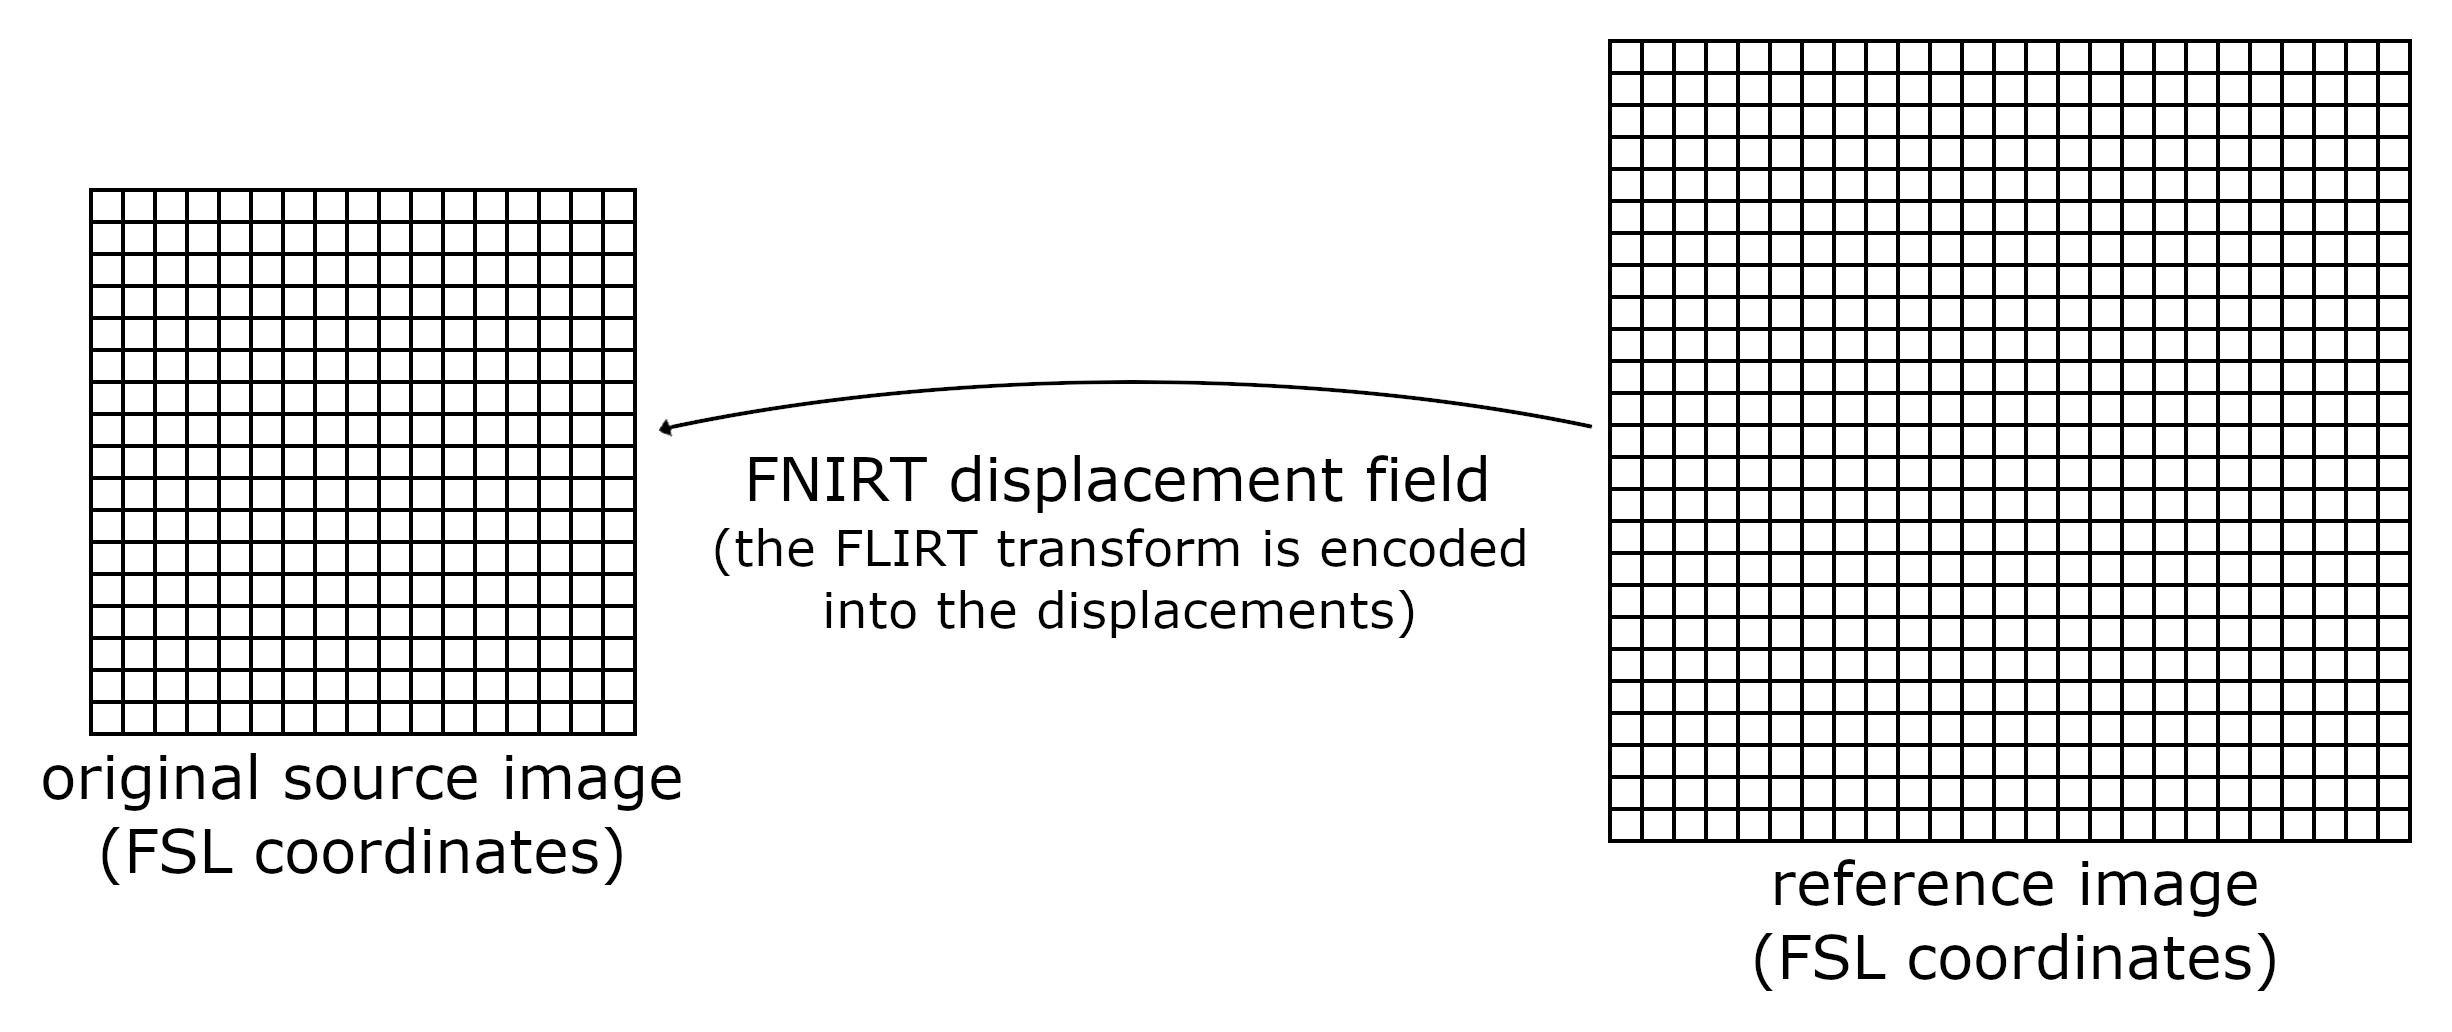 FNIRT displacement field
(the FLIRT transform is encoded
into the displacements)
original source image
(FSL coordinates)
reference image
(FSL coordinates)